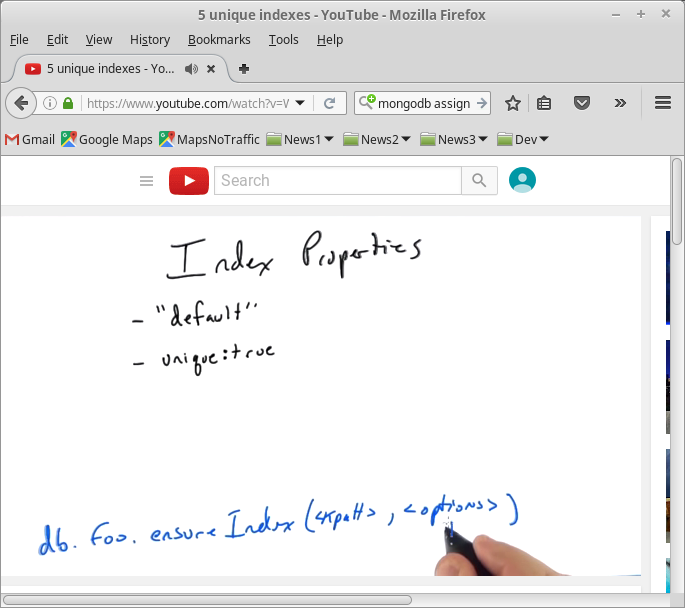 5 unique indexes - YouTube - Mozilla Firefox
File Edit View History Bookmarks Tools Help
5 unique indexes - Yo...
https://www.youtube.com/watch?v=V mongodb assign
Gmail Google Maps MapsNoTraffic News1 News2 News3 Dev
Search
Index Properties
- "default"
- unique:true
db.foo.ensureIndex( , <options>)